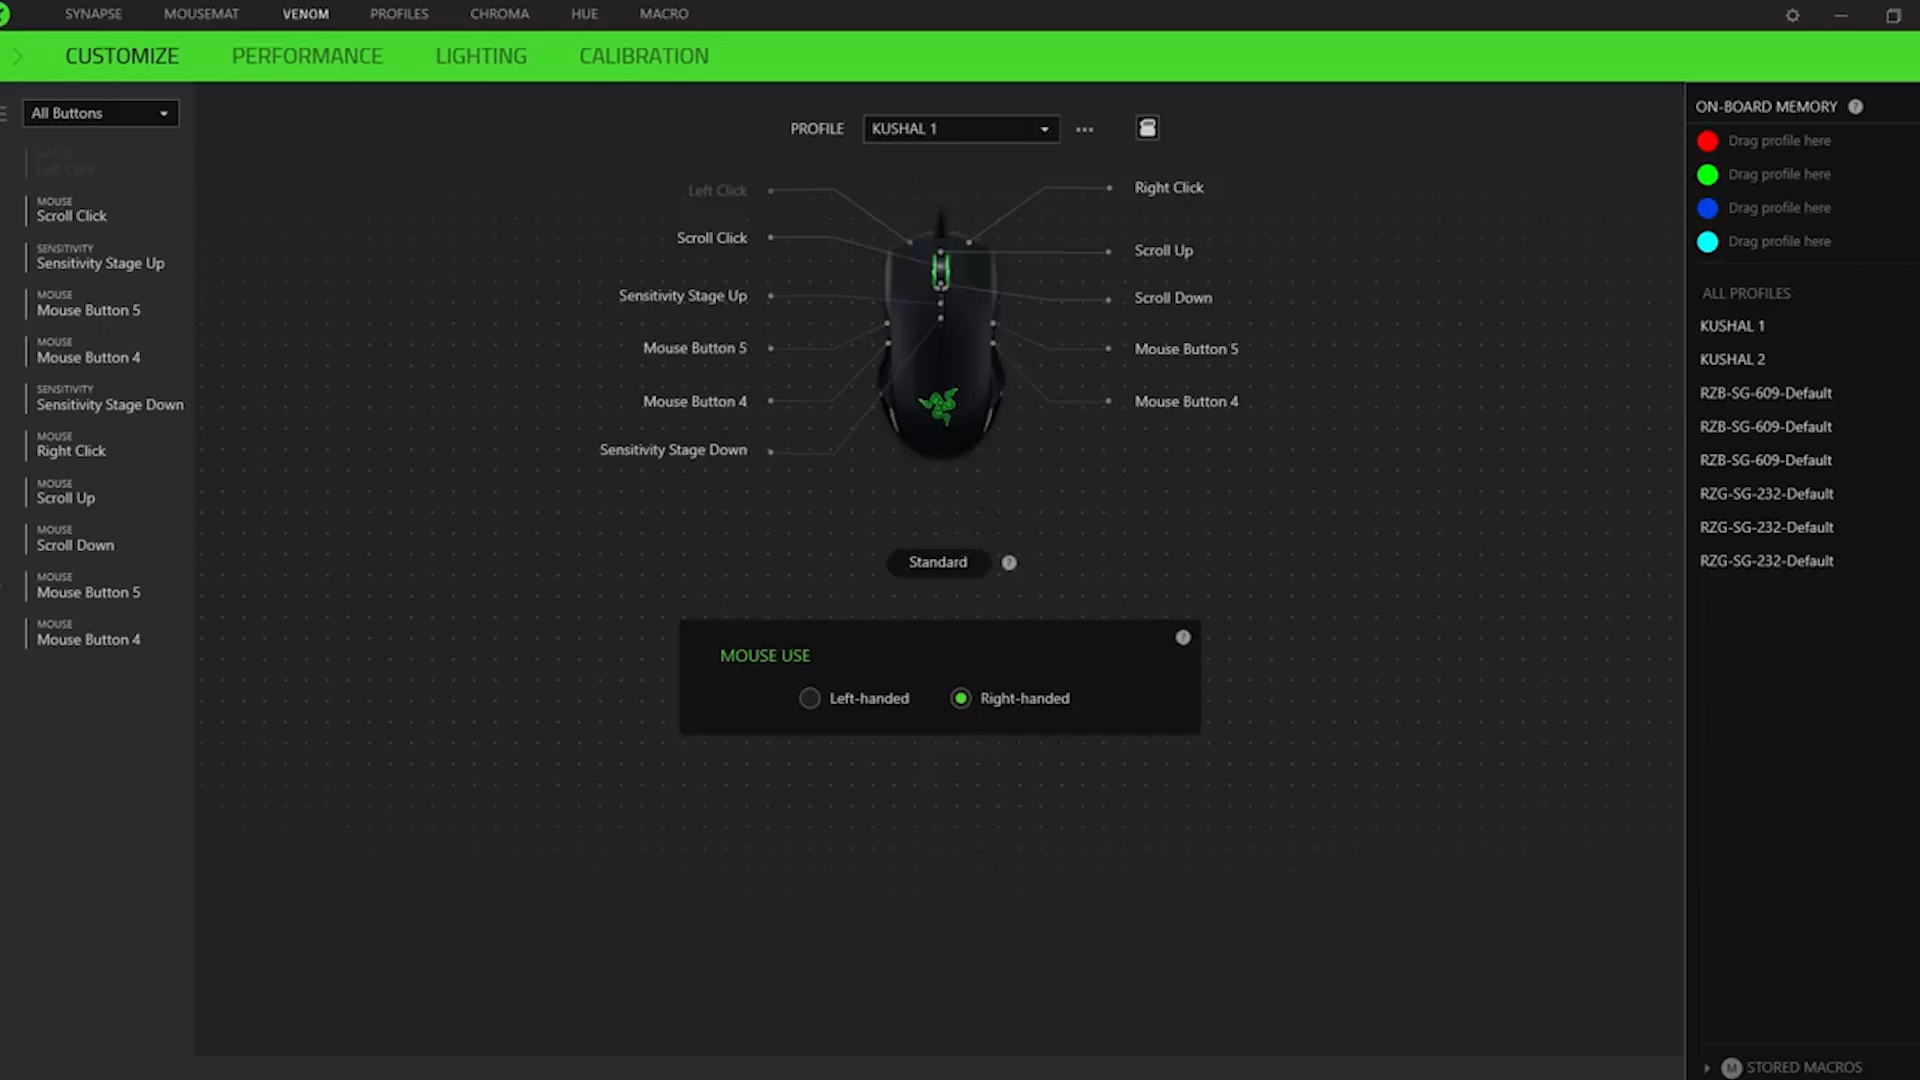 SYNAPSE MOUSEMAT VENOM PROFILES CHROMA HUE MACRO
CUSTOMIZE PERFORMANCE LIGHTING CALIBRATION
All Buttons
Left Click
MOUSE
Scroll Click
SENSITIVITY
Sensitivity Stage Up
MOUSE
Mouse Button 5
MOUSE
Mouse Button 4
SENSITIVITY
Sensitivity Stage Down
MOUSE
Right Click
MOUSE
Scroll Up
MOUSE
Scroll Down
MOUSE
Mouse Button 5
MOUSE
Mouse Button 4
PROFILE KUSHAL 1
Left Click
Scroll Click
Sensitivity Stage Up
Mouse Button 5
Mouse Button 4
Sensitivity Stage Down
Right Click
Scroll Up
Scroll Down
Mouse Button 5
Mouse Button 4
Standard ?
?
MOUSE USE
Left-handed Right-handed
ON-BOARD MEMORY ?
Drag profile here
Drag profile here
Drag profile here
Drag profile here
ALL PROFILES
KUSHAL 1
KUSHAL 2
RZB-SG-609-Default
RZB-SG-609-Default
RZB-SG-609-Default
RZG-SG-232-Default
RZG-SG-232-Default
RZG-SG-232-Default
M STORED MACROS